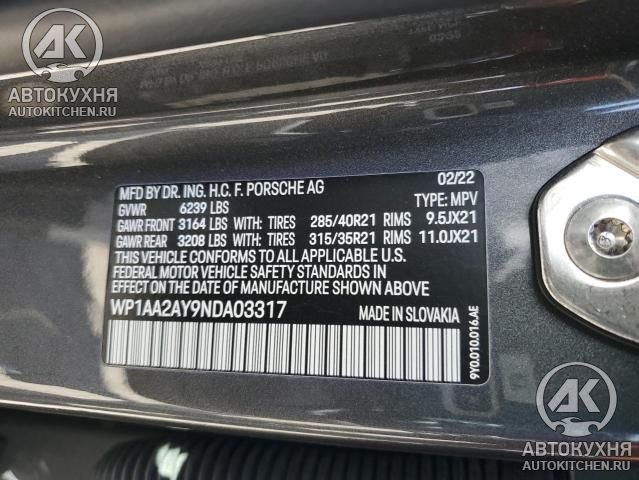 АВТОКУХНЯ
AUTOKITCHEN.RU
MFD BY DR. ING. H.C. F. PORSCHE AG 02/22
GVWR 6239 LBS TYPE: MPV
GAWR FRONT 3164 LBS WITH: TIRES 285/40R21 RIMS 9.5JX21
GAWR REAR 3208 LBS WITH: TIRES 315/35R21 RIMS 11.0JX21
THIS VEHICLE CONFORMS TO ALL APPLICABLE U.S.
FEDERAL MOTOR VEHICLE SAFETY STANDARDS IN
EFFECT ON THE DATE OF MANUFACTURE SHOWN ABOVE.
WP1AA2AY9NDA03317 MADE IN SLOVAKIA
9Y0.010.016.AE
AK
АВТОКУХНЯ
AUTOKITCHEN.RU